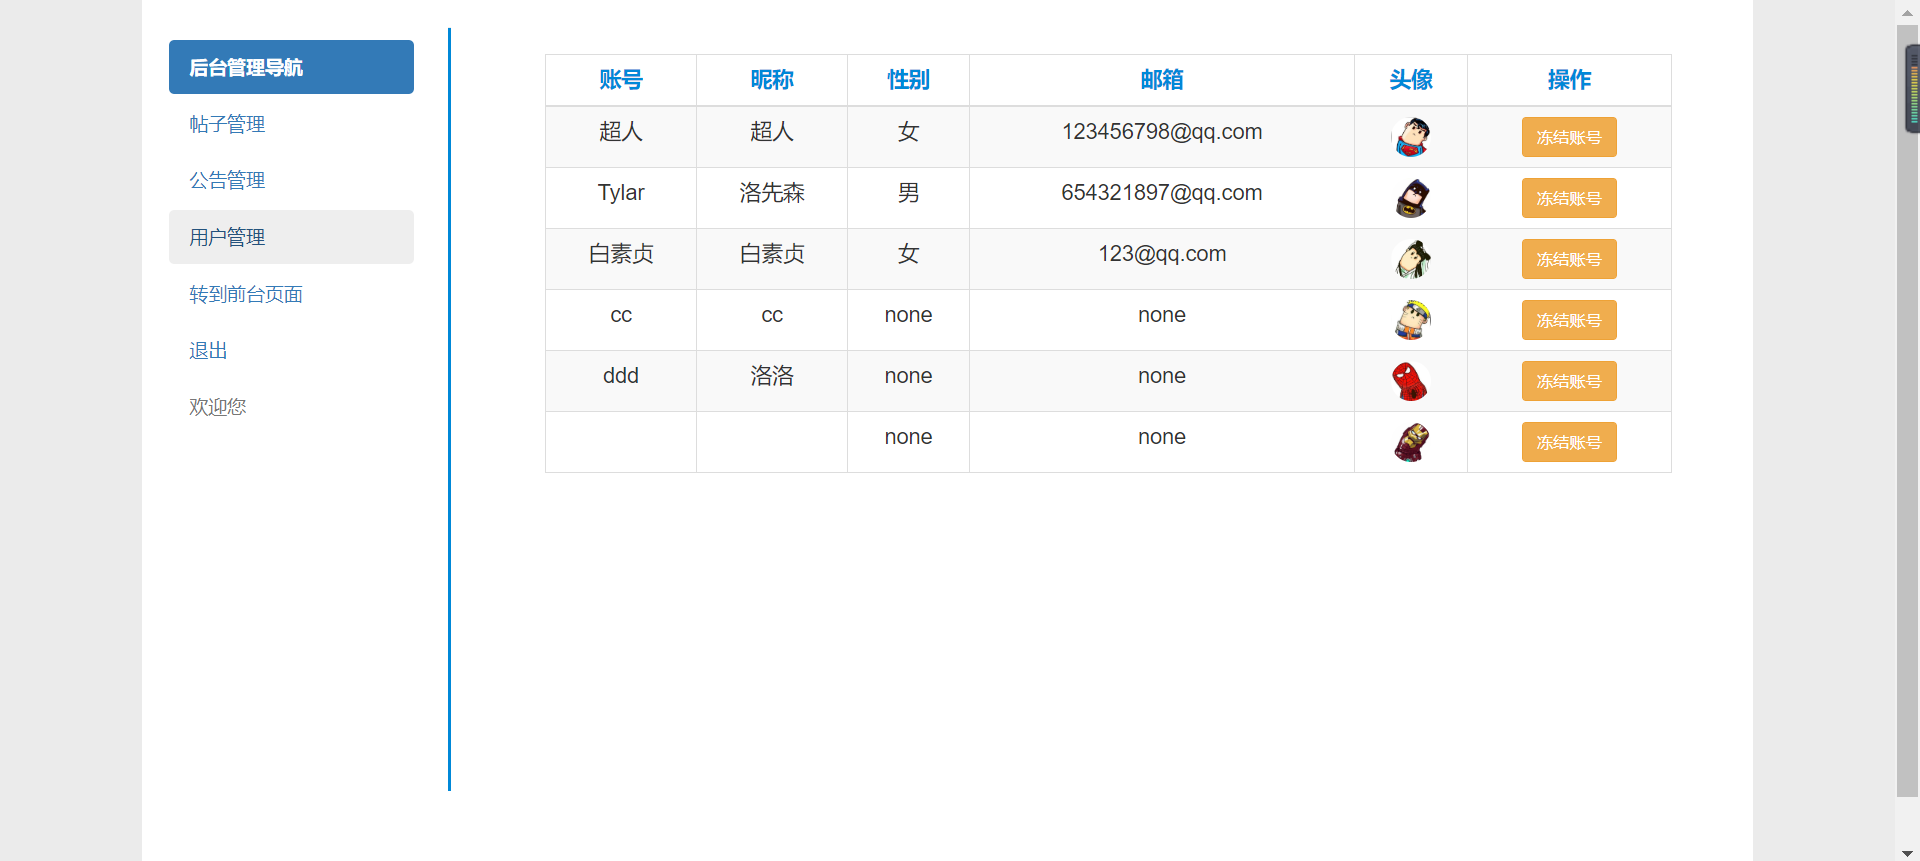 后台管理导航
帖子管理
公告管理
用户管理
转到前台页面
退出
欢迎您
账号 昵称 性别 邮箱 头像 操作
超人 超人 女 123456798@qq.com 冻结账号
Tylar 洛先森 男 654321897@qq.com 冻结账号
白素贞 白素贞 女 123@qq.com 冻结账号
cc cc none none 冻结账号
ddd 洛洛 none none 冻结账号
none none 冻结账号